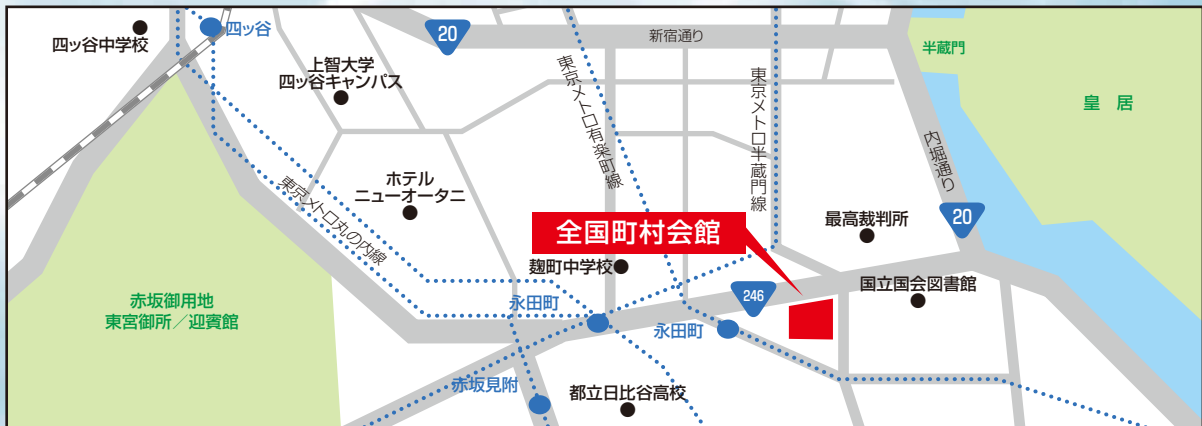 四ッ谷中学校
四ッ谷
20
新宿通り
半蔵門
上智大学
四ッ谷キャンパス
東京メトロ有楽町線
東京メトロ半蔵門線
皇 居
内堀通り
ホテル
ニューオータニ
東京メトロ丸の内線
最高裁判所
20
全国町村会館
麹町中学校
国立国会図書館
246
赤坂御用地
東宮御所／迎賓館
永田町
永田町
赤坂見附
都立日比谷高校